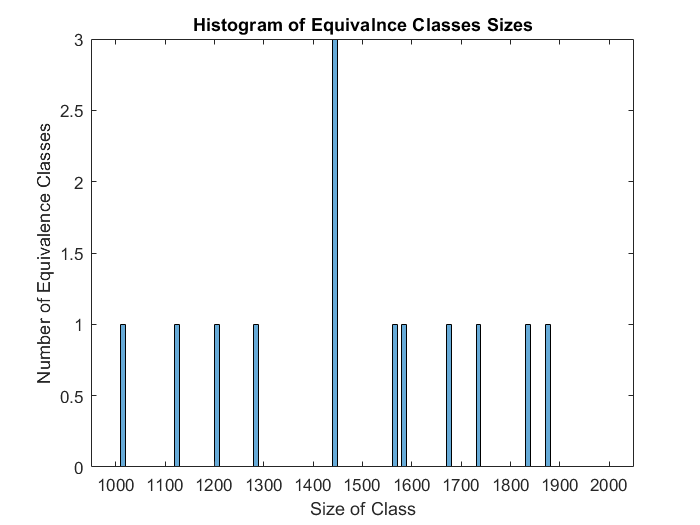 Histogram of Equivalnce Classes Sizes
Number of Equivalence Classes
3
2.5
2
1.5
1
0.5
0
1000 1100 1200 1300 1400 1500 1600 1700 1800 1900 2000
Size of Class